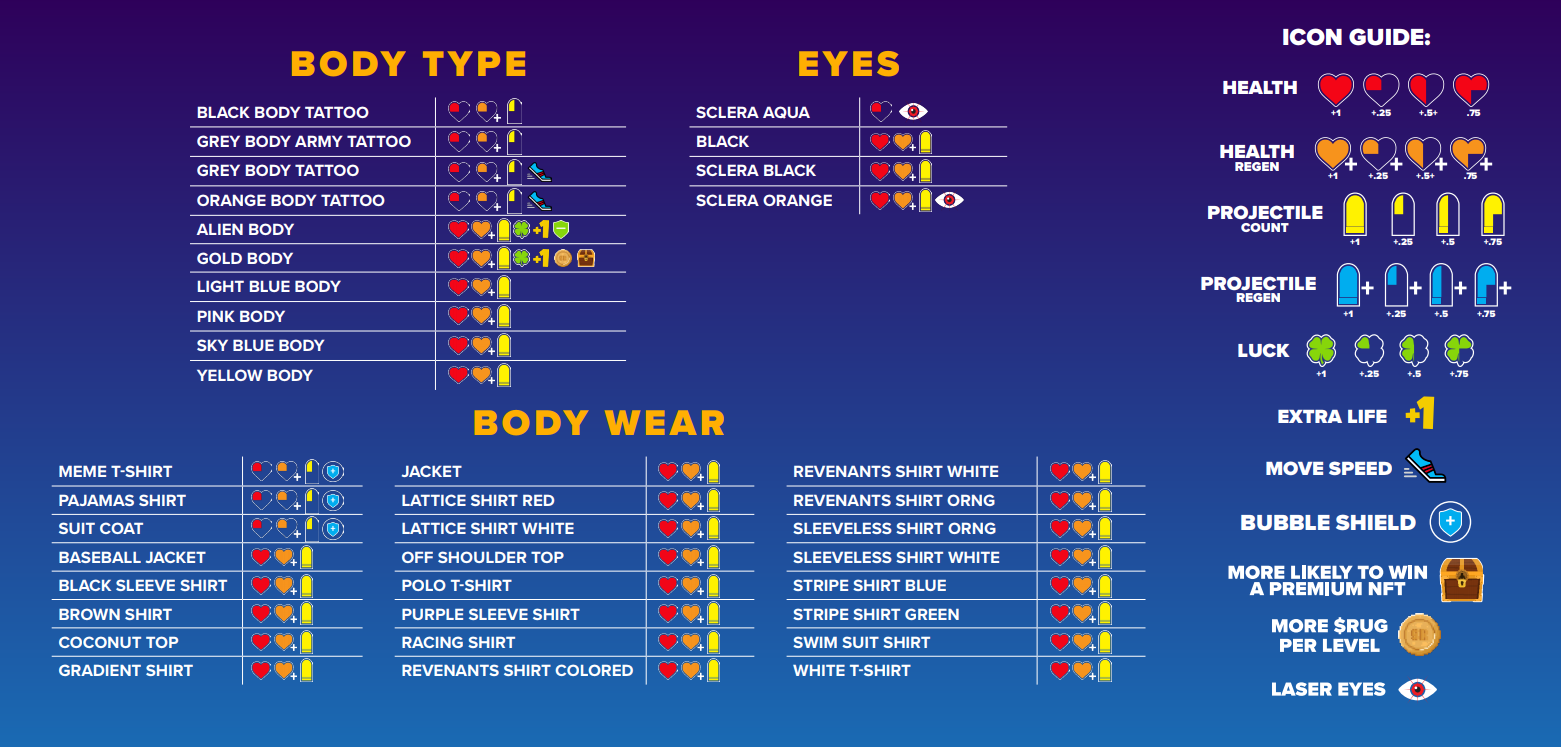 BODY TYPE
BLACK BODY TATTOO
GREY BODY ARMY TATTOO
GREY BODY TATTOO
ORANGE BODY TATTOO
ALIEN BODY +1
GOLD BODY +1
LIGHT BLUE BODY
PINK BODY
SKY BLUE BODY
YELLOW BODY
EYES
SCLERA AQUA
BLACK
SCLERA BLACK
SCLERA ORANGE
BODY WEAR
MEME T-SHIRT
PAJAMAS SHIRT
SUIT COAT
BASEBALL JACKET
BLACK SLEEVE SHIRT
BROWN SHIRT
COCONUT TOP
GRADIENT SHIRT
JACKET
LATTICE SHIRT RED
LATTICE SHIRT WHITE
OFF SHOULDER TOP
POLO T-SHIRT
PURPLE SLEEVE SHIRT
RACING SHIRT
REVENANTS SHIRT COLORED
REVENANTS SHIRT WHITE
REVENANTS SHIRT ORNG
SLEEVELESS SHIRT ORNG
SLEEVELESS SHIRT WHITE
STRIPE SHIRT BLUE
STRIPE SHIRT GREEN
SWIM SUIT SHIRT
WHITE T-SHIRT
ICON GUIDE:
HEALTH
+1 +.25 +.5+ .75
HEALTH
REGEN
+1 +.25 +.5+ .75
PROJECTILE
COUNT
+1 +.25 +.5 +.75
PROJECTILE
REGEN
+1 +.25 +.5 +.75
LUCK
+1 +.25 +.5 +.75
EXTRA LIFE +1
MOVE SPEED
BUBBLE SHIELD
MORE LIKELY TO WIN
A PREMIUM NFT
MORE $RUG
PER LEVEL
LASER EYES